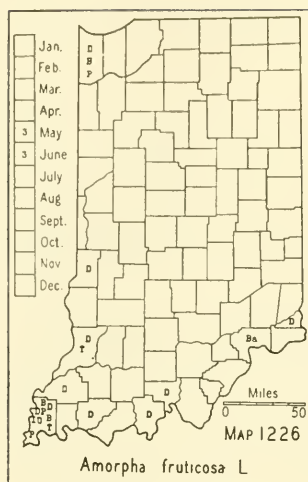 Jan.
Feb.
Mar.
Apr.
3 May
3 June
July
Aug
Sept.
Oct.
Nov
Dec.
D
B
P
D
D
T
D
Ba
D
D
D
D
Miles
0 50
MAP 1226
Amorpha fruticosa L